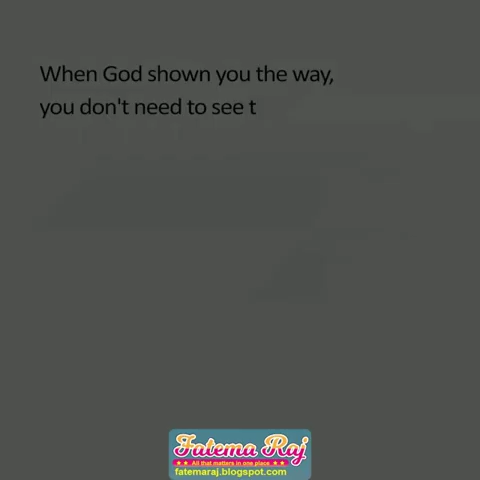 When God shown you the way,
you don't need to see t
Fatema Raj
★ ★ All that matters in one place ★ ★
fatemaraj.blogspot.com